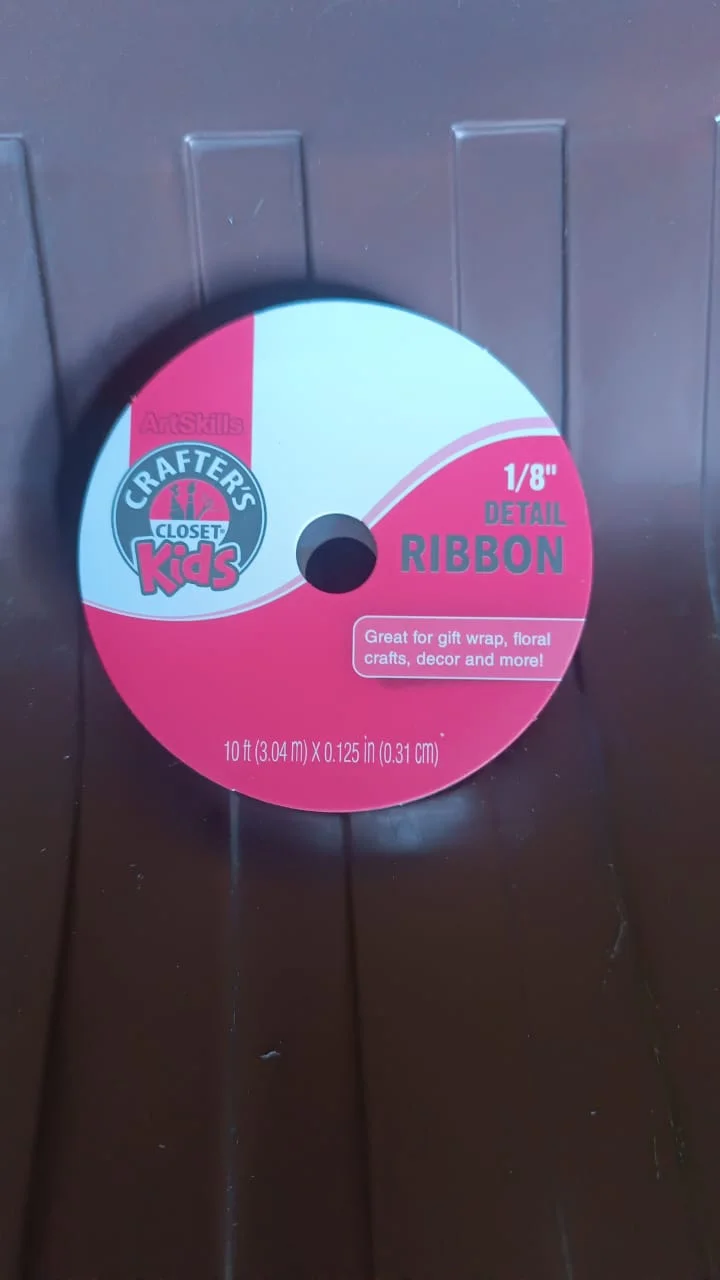 ArtSkills
CRAFTER'S
CLOSET®
Kids
1/8"
DETAIL
RIBBON
Great for gift wrap, floral
crafts, decor and more!
10 ft (3.04 m) X 0.125 in (0.31 cm)